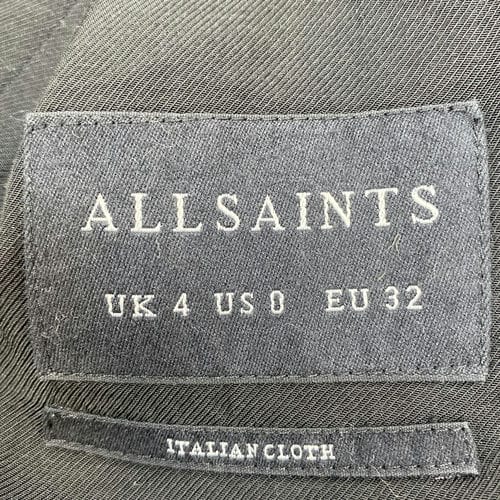 ALLSAINTS
UK 4 US 0 EU 32
ITALIAN CLOTH